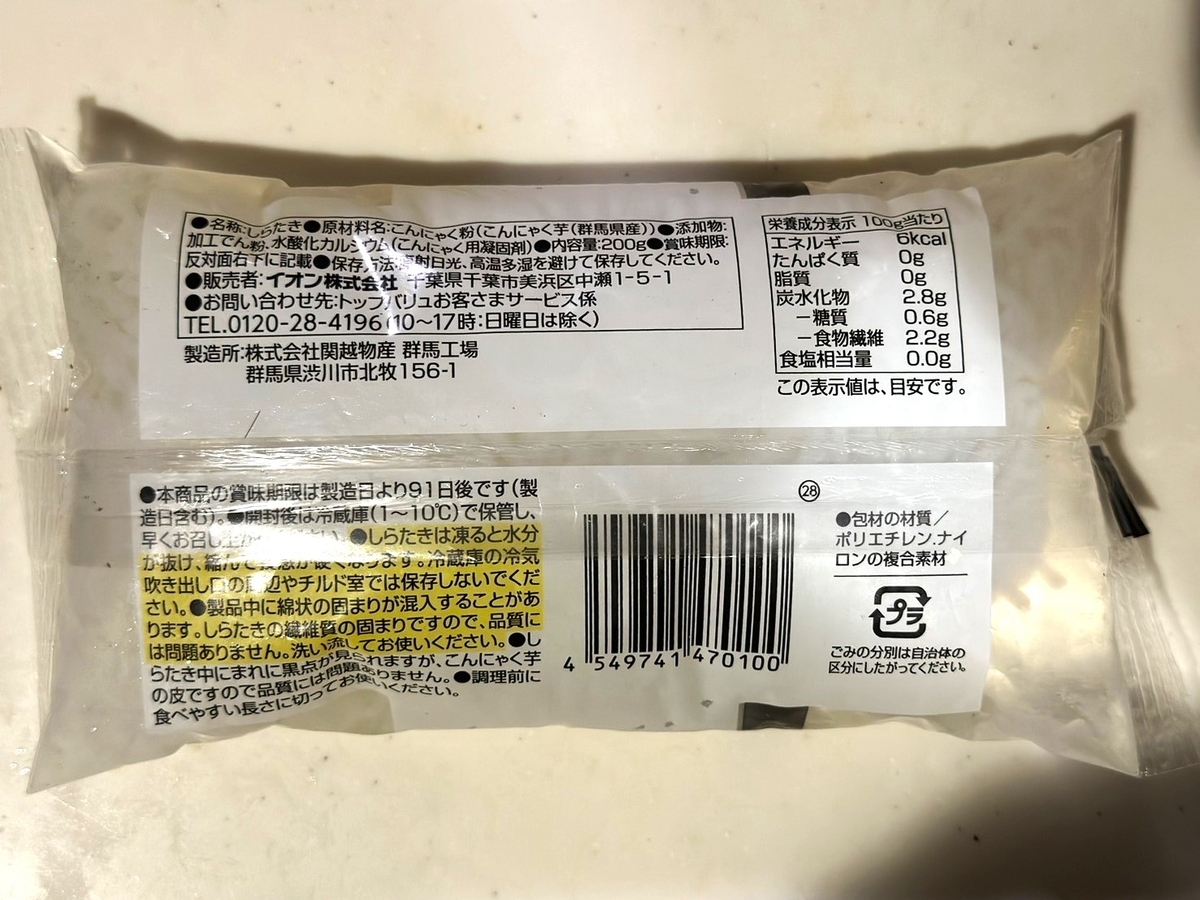 ●名称:しらたき●原材料名:こんにゃく粉(こんにゃく芋(群馬県産))●添加物:
加工でん粉、水酸化カルシウム(こんにゃく用凝固剤)●内容量:200g●賞味期限:
反対面右下に記載●保存方法:直射日光、高温多湿を避けて保存してください。
●販売者:イオン株式会社 千葉県千葉市美浜区中瀬1-5-1
●お問い合わせ先:トップバリュお客さまサービス係
TEL.0120-28-4196(10〜17時:日曜日は除く)
製造所:株式会社関越物産 群馬工場
群馬県渋川市北牧156-1
栄養成分表示 100g当たり
エネルギー 6kcal
たんぱく質 0g
脂質 0g
炭水化物 2.8g
－糖質 0.6g
－食物繊維 2.2g
食塩相当量 0.0g
この表示値は、目安です。
●本商品の賞味期限は製造日より91日後です(製
造日含む)。●開封後は冷蔵庫(1〜10℃)で保管し、
早くお召し上がりください。●しらたきは凍ると水分
が抜け、縮んで食感が硬くなります。冷蔵庫の冷気
吹き出し口の周辺やチルド室では保存しないでくだ
さい。●製品中に綿状の固まりが混入することがあ
ります。しらたきの繊維質の固まりですので、品質に
は問題ありません。洗い流してお使いください。●し
らたき中にまれに黒点が見られますが、こんにゃく芋
の皮ですので品質には問題ありません。●調理前に
食べやすい長さに切ってお使いください。
4 549741 470100
28
●包材の材質／
ポリエチレン、ナイ
ロンの複合素材
プラ
ごみの分別は自治体の
区分にしたがってください。